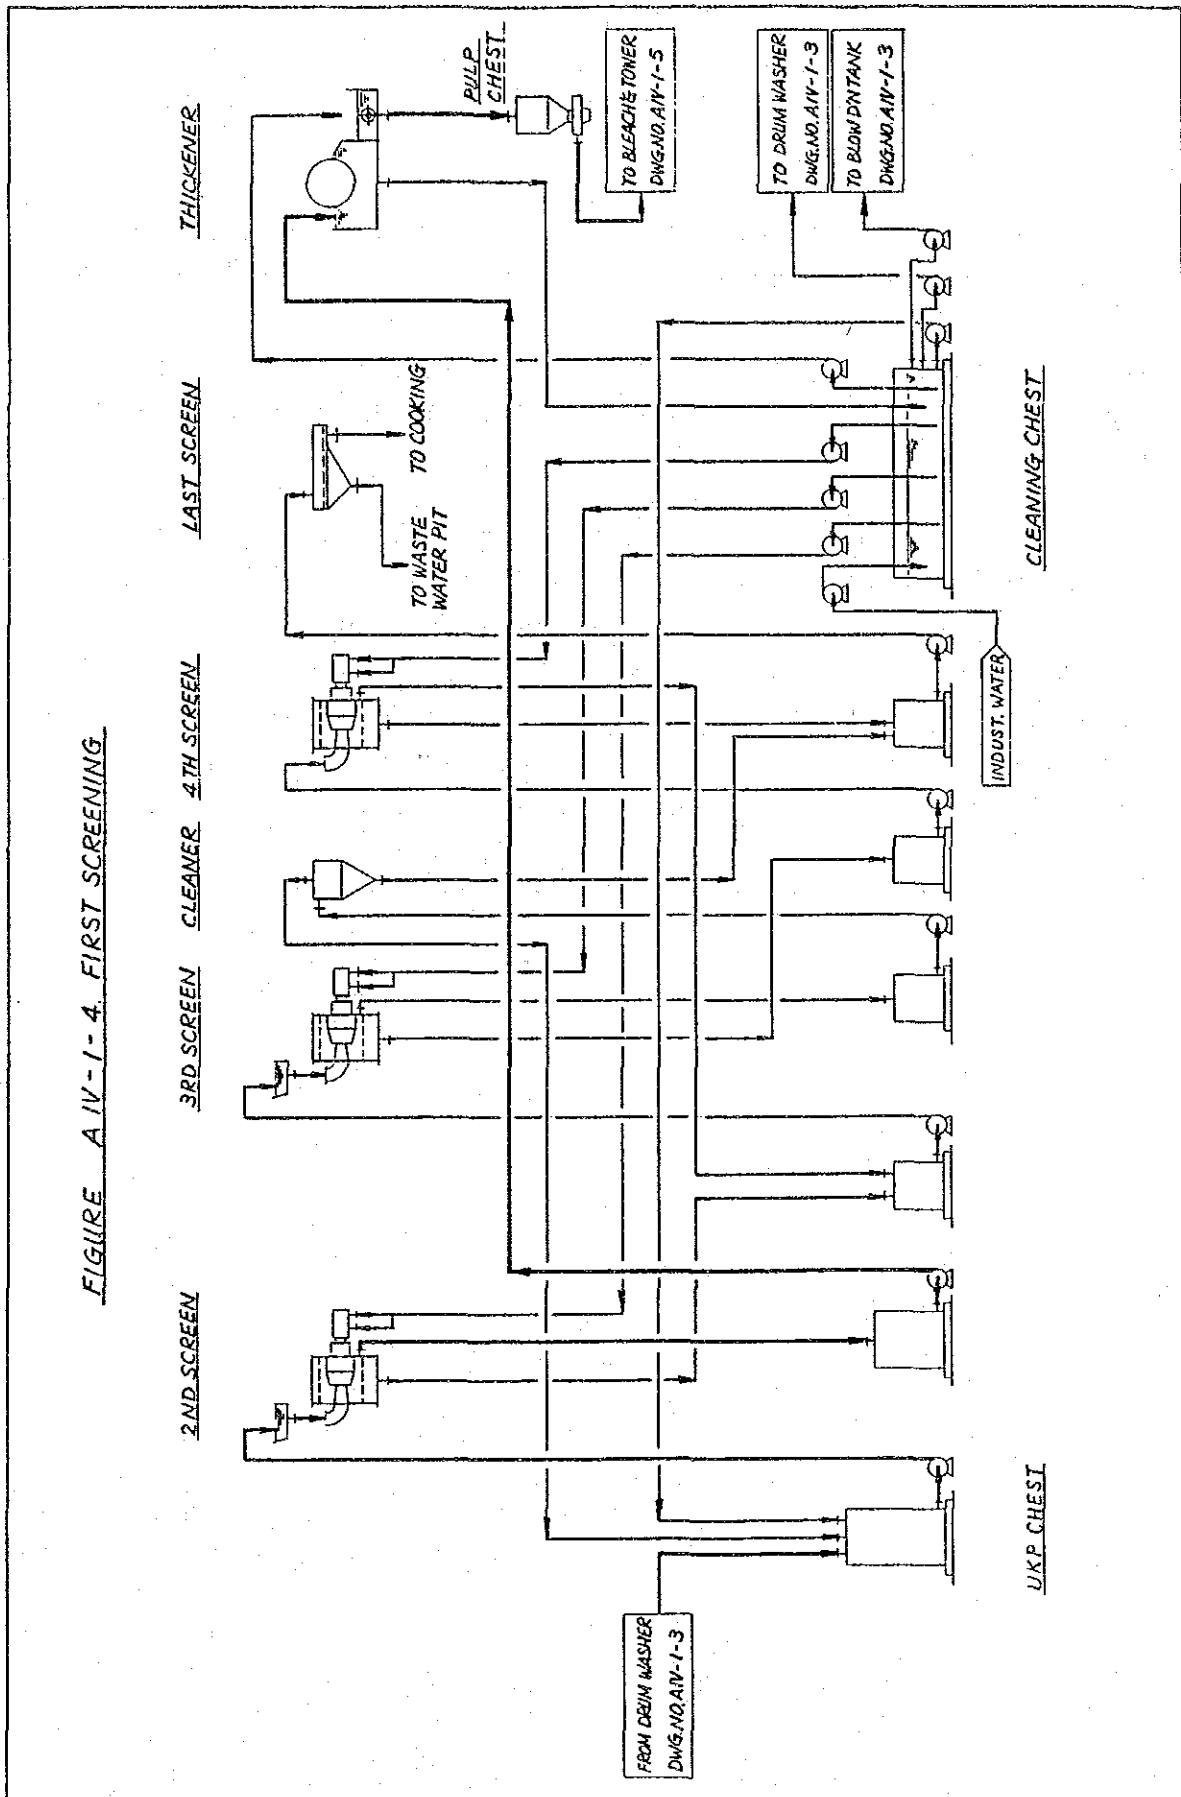 FIGURE A IV-1-4. FIRST SCREENING
2ND SCREEN
3RD SCREEN
CLEANER
4TH SCREEN
LAST SCREEN
THICKENER
PULP
CHEST
TO WASTE
WATER PIT
TO COOKING
TO BLEACH'G TOWER
DWG.NO.AIV-1-5
TO DRUM WASHER
DWG.NO.AIV-1-3
TO BLOW D'N TANK
DWG.NO.AIV-1-3
FROM DRUM WASHER
DWG.NO.AIV-1-3
INDUST. WATER
UKP CHEST
CLEANING CHEST